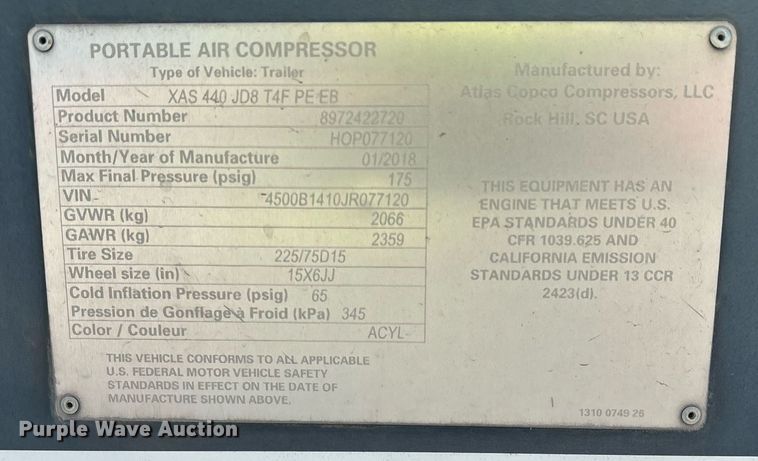 PORTABLE AIR COMPRESSOR
Type of Vehicle: Trailer
Model XAS 440 JD8 T4F PE EB
Product Number 8972422720
Serial Number HOP077120
Month/Year of Manufacture 01/2018
Max Final Pressure (psig) 175
VIN 4500B1410JR077120
GVWR (kg) 2066
GAWR (kg) 2359
Tire Size 225/75D15
Wheel size (in) 15X6JJ
Cold Inflation Pressure (psig) 65
Pression de Gonflage à Froid (kPa) 345
Color / Couleur ACYL-
THIS VEHICLE CONFORMS TO ALL APPLICABLE
U.S. FEDERAL MOTOR VEHICLE SAFETY
STANDARDS IN EFFECT ON THE DATE OF
MANUFACTURE SHOWN ABOVE.
Manufactured by:
Atlas Copco Compressors, LLC
Rock Hill, SC USA
THIS EQUIPMENT HAS AN
ENGINE THAT MEETS U.S.
EPA STANDARDS UNDER 40
CFR 1039.625 AND
CALIFORNIA EMISSION
STANDARDS UNDER 13 CCR
2423(d).
1310 0749 26
Purple Wave Auction